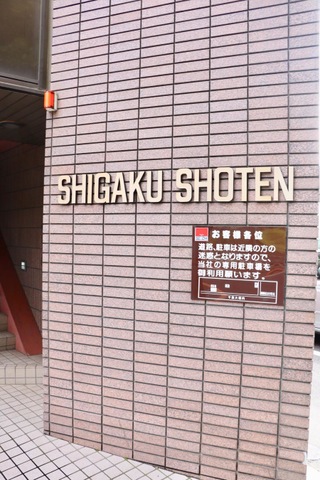 SHIGAKU SHOTEN
お客様各位
道路、駐車は近隣の方の
迷惑となりますので、
当社の専用駐車場を
御利用願います。